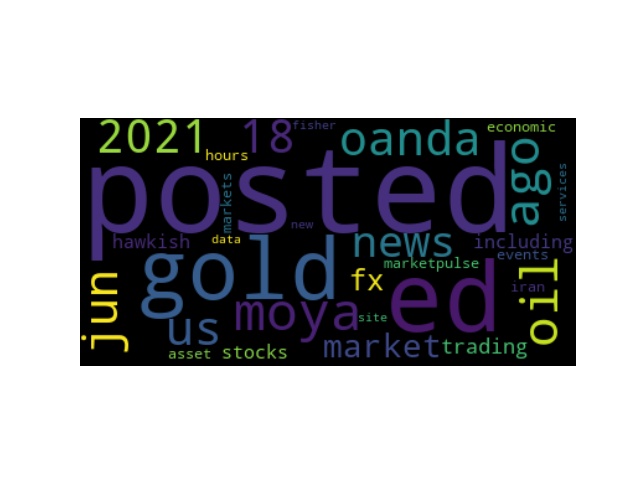 2021
18
fisher
oanda
economic
hours
posted
ago
services
markets
new
hawkish
data
gold
news
including
events
marketpulse
jun
fx
ed
iran
oil
us
moya
site
asset
stocks
market
trading